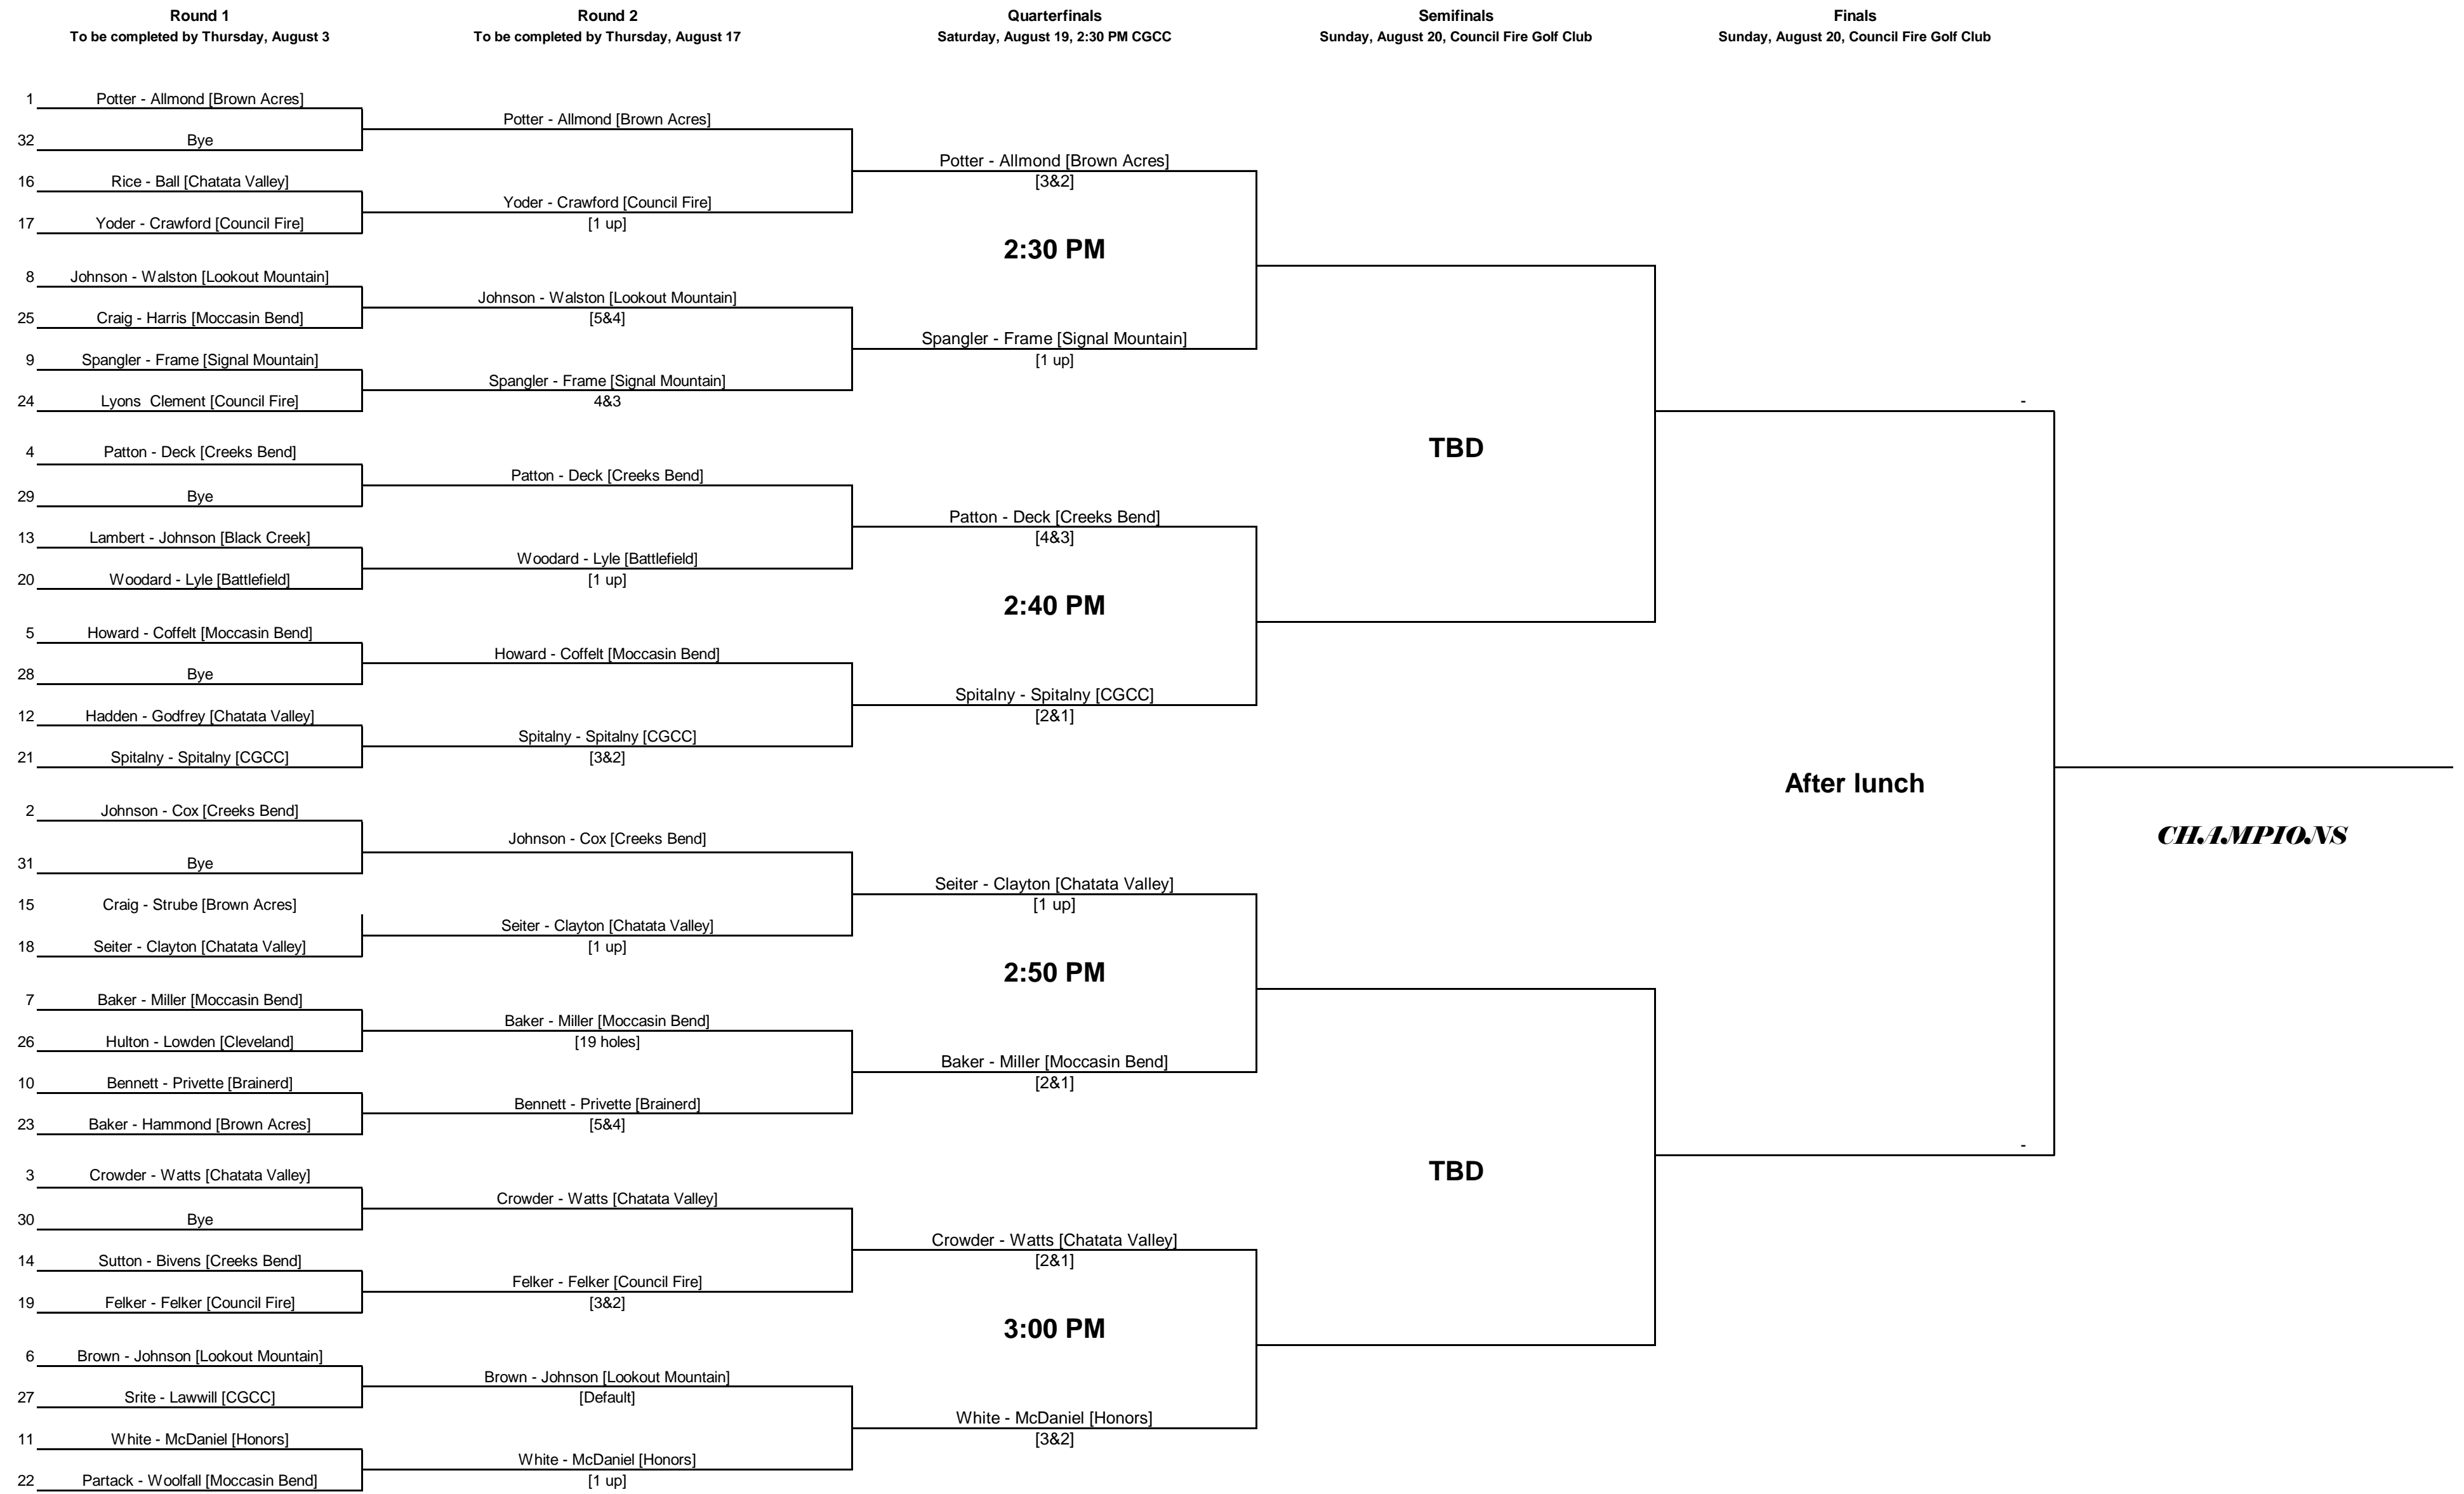 Round 1
To be completed by Thursday, August 3
Round 2
To be completed by Thursday, August 17
Quarterfinals
Saturday, August 19, 2:30 PM CGCC
Semifinals
Sunday, August 20, Council Fire Golf Club
Finals
Sunday, August 20, Council Fire Golf Club
1 Potter - Allmond [Brown Acres]
32 Bye
16 Rice - Ball [Chatata Valley]
17 Yoder - Crawford [Council Fire]
8 Johnson - Walston [Lookout Mountain]
25 Craig - Harris [Moccasin Bend]
9 Spangler - Frame [Signal Mountain]
24 Lyons  Clement [Council Fire]
4 Patton - Deck [Creeks Bend]
29 Bye
13 Lambert - Johnson [Black Creek]
20 Woodard - Lyle [Battlefield]
5 Howard - Coffelt [Moccasin Bend]
28 Bye
12 Hadden - Godfrey [Chatata Valley]
21 Spitalny - Spitalny [CGCC]
2 Johnson - Cox [Creeks Bend]
31 Bye
15 Craig - Strube [Brown Acres]
18 Seiter - Clayton [Chatata Valley]
7 Baker - Miller [Moccasin Bend]
26 Hulton - Lowden [Cleveland]
10 Bennett - Privette [Brainerd]
23 Baker - Hammond [Brown Acres]
3 Crowder - Watts [Chatata Valley]
30 Bye
14 Sutton - Bivens [Creeks Bend]
19 Felker - Felker [Council Fire]
6 Brown - Johnson [Lookout Mountain]
27 Srite - Lawwill [CGCC]
11 White - McDaniel [Honors]
22 Partack - Woolfall [Moccasin Bend]
Potter - Allmond [Brown Acres]
Yoder - Crawford [Council Fire]
[1 up]
Johnson - Walston [Lookout Mountain]
[5&4]
Spangler - Frame [Signal Mountain]
4&3
Patton - Deck [Creeks Bend]
Woodard - Lyle [Battlefield]
[1 up]
Howard - Coffelt [Moccasin Bend]
Spitalny - Spitalny [CGCC]
[3&2]
Johnson - Cox [Creeks Bend]
Seiter - Clayton [Chatata Valley]
[1 up]
Baker - Miller [Moccasin Bend]
[19 holes]
Bennett - Privette [Brainerd]
[5&4]
Crowder - Watts [Chatata Valley]
Felker - Felker [Council Fire]
[3&2]
Brown - Johnson [Lookout Mountain]
[Default]
White - McDaniel [Honors]
[1 up]
Potter - Allmond [Brown Acres]
[3&2]
2:30 PM
Spangler - Frame [Signal Mountain]
[1 up]
Patton - Deck [Creeks Bend]
[4&3]
2:40 PM
Spitalny - Spitalny [CGCC]
[2&1]
Seiter - Clayton [Chatata Valley]
[1 up]
2:50 PM
Baker - Miller [Moccasin Bend]
[2&1]
Crowder - Watts [Chatata Valley]
[2&1]
3:00 PM
White - McDaniel [Honors]
[3&2]
TBD
TBD
-
After lunch
-
CHAMPIONS